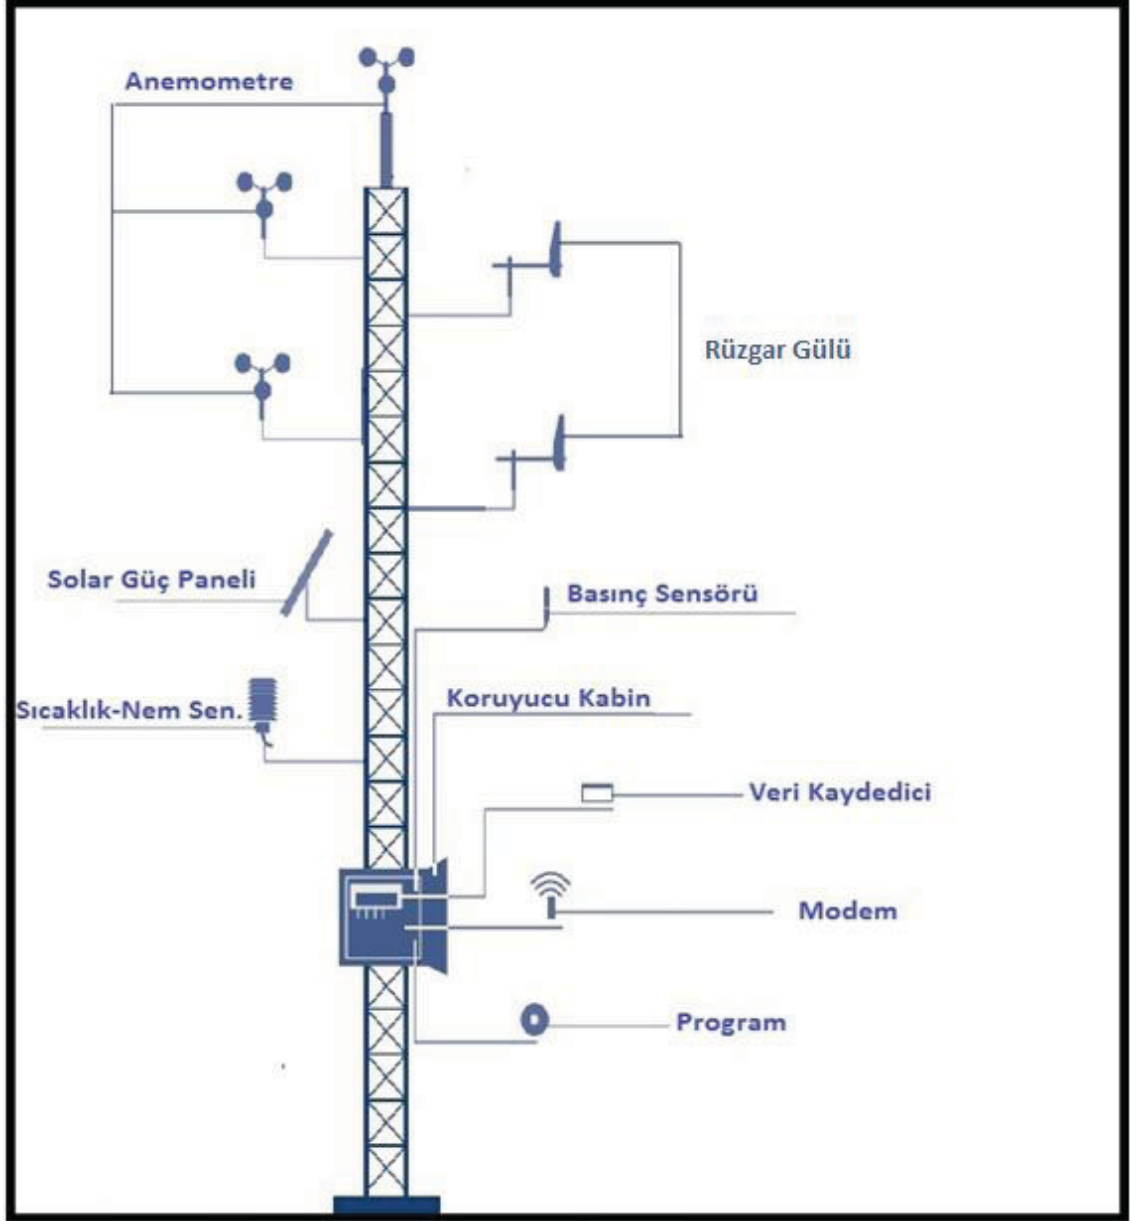 Anemometre
Rüzgar Gülü
Solar Güç Paneli
Basınç Sensörü
Sıcaklık-Nem Sen.
Koruyucu Kabin
Veri Kaydedici
Modem
Program